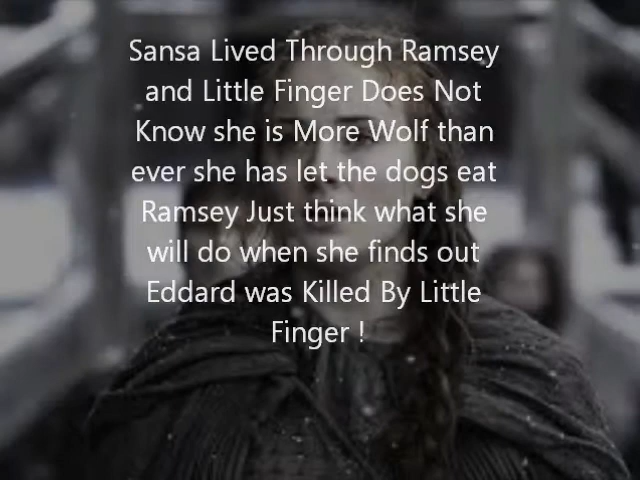 Sansa Lived Through Ramsey
and Little Finger Does Not
Know she is More Wolf than
ever she has let the dogs eat
Ramsey Just think what she
will do when she finds out
Eddard was Killed By Little
Finger !